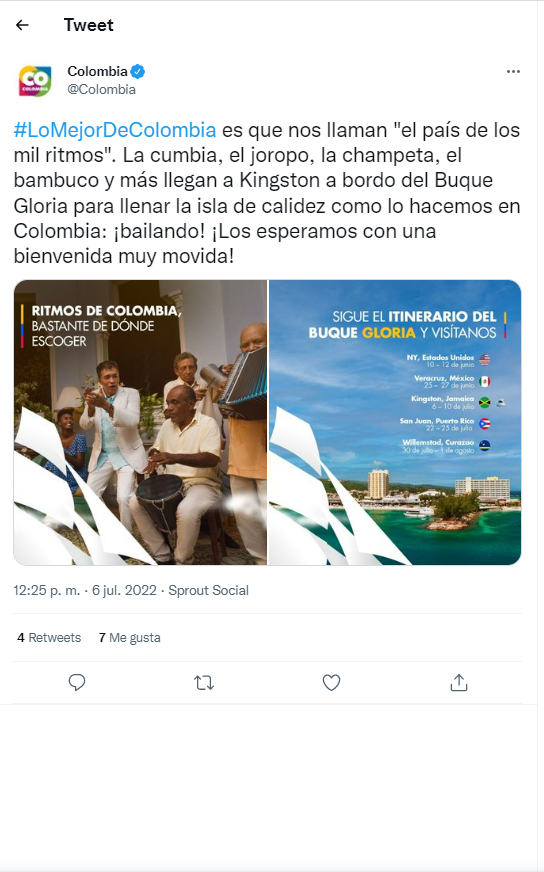 Tweet
CO
COLOMBIA
Colombia
@Colombia
#LoMejorDeColombia es que nos llaman "el país de los
mil ritmos". La cumbia, el joropo, la champeta, el
bambuco y más llegan a Kingston a bordo del Buque
Gloria para llenar la isla de calidez como lo hacemos en
Colombia: ¡bailando! ¡Los esperamos con una
bienvenida muy movida!
RITMOS DE COLOMBIA,
BASTANTE DE DÓNDE
ESCOGER
SIGUE EL ITINERARIO DEL
BUQUE GLORIA Y VISÍTANOS
NY, Estados Unidos
10 – 12 de junio
Veracruz, México
25 – 27 de junio
Kingston, Jamaica
6 – 10 de julio
San Juan, Puerto Rico
22 – 25 de julio
Willemstad, Curazao
30 de julio – 1 de agosto
12:25 p. m. · 6 jul. 2022 · Sprout Social
4 Retweets 7 Me gusta